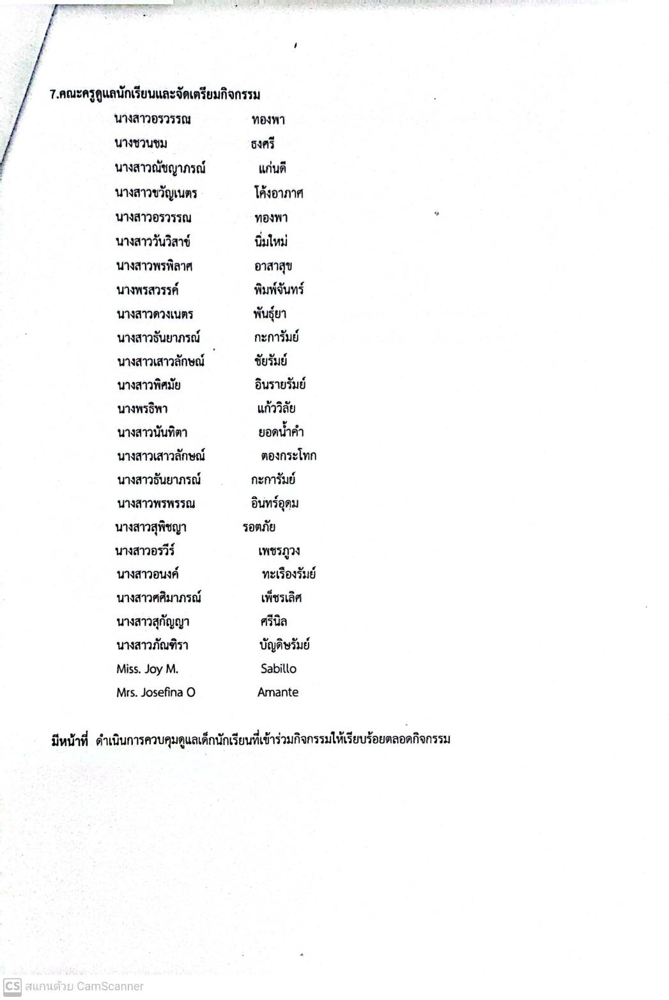 7.คณะครูดูแลนักเรียนและจัดเตรียมกิจกรรม
นางสาวอรวรรณ ทองพา
นางชวนชม ธงศรี
นางสาวณัชญาภรณ์ แก่นดี
นางสาวขวัญเนตร โค้งอาภาศ
นางสาวอรวรรณ ทองพา
นางสาววันวิสาข์ นิ่มใหม่
นางสาวพรพิลาศ อาสาสุข
นางพรสวรรค์ พิมพ์จันทร์
นางสาวดวงเนตร พันธุ์ยา
นางสาวธันยาภรณ์ กะการัมย์
นางสาวเสาวลักษณ์ ชัยรัมย์
นางสาวพิศมัย อินรายรัมย์
นางพรธิพา แก้ววิลัย
นางสาวนันทิตา ยอดน้ำคำ
นางสาวเสาวลักษณ์ ตองกระโทก
นางสาวธันยาภรณ์ กะการัมย์
นางสาวพรพรรณ อินทร์อุดม
นางสาวสุพิชญา รอตภัย
นางสาวอรวีร์ เพชรภูวง
นางสาวอนงค์ ทะเรืองรัมย์
นางสาวศศิมาภรณ์ เพ็ชรเลิศ
นางสาวสุกัญญา ศรีนิล
นางสาวภัณฑิรา บัญดิษรัมย์
Miss. Joy M. Sabillo
Mrs. Josefina O Amante
มีหน้าที่ ดำเนินการควบคุมดูแลเด็กนักเรียนที่เข้าร่วมกิจกรรมให้เรียบร้อยตลอดกิจกรรม
CS สแกนด้วย CamScanner